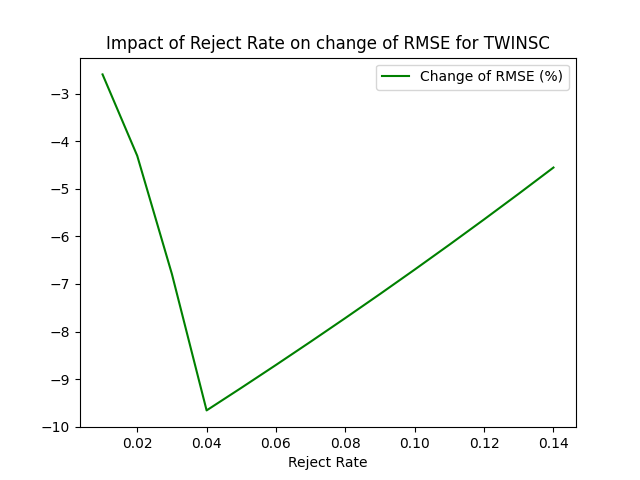 Impact of Reject Rate on change of RMSE for TWINSC
Change of RMSE (%)
−3
−4
−5
−6
−7
−8
−9
−10
0.02 0.04 0.06 0.08 0.10 0.12 0.14
Reject Rate